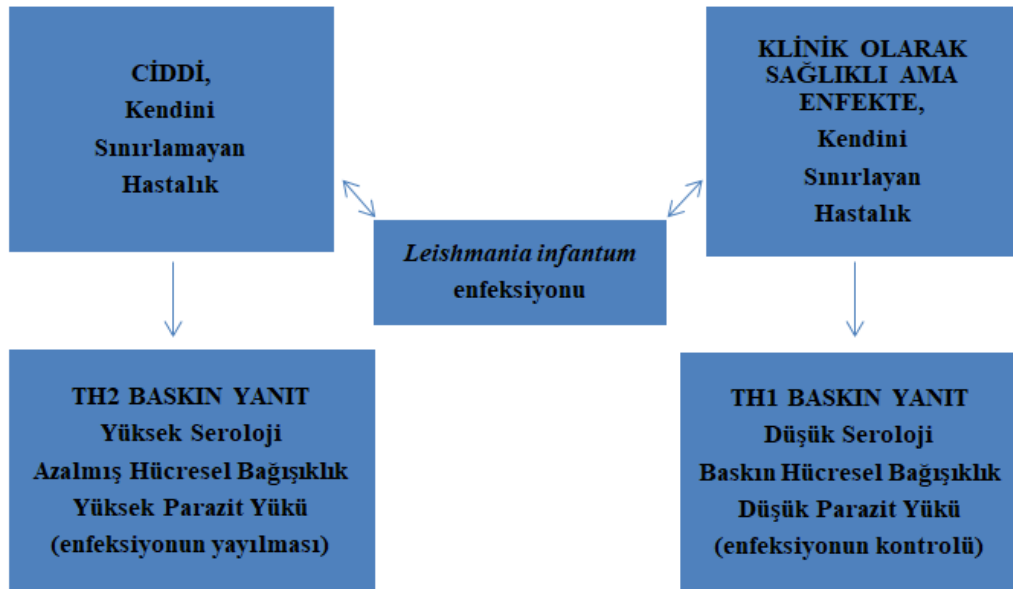 CİDDİ,
Kendini
Sınırlamayan
Hastalık
KLİNİK OLARAK
SAĞLIKLI AMA
ENFEKTE,
Kendini
Sınırlayan
Hastalık
Leishmania infantum
enfeksiyonu
TH2 BASKIN YANIT
Yüksek Seroloji
Azalmış Hücresel Bağışıklık
Yüksek Parazit Yükü
(enfeksiyonun yayılması)
TH1 BASKIN YANIT
Düşük Seroloji
Baskın Hücresel Bağışıklık
Düşük Parazit Yükü
(enfeksiyonun kontrolü)